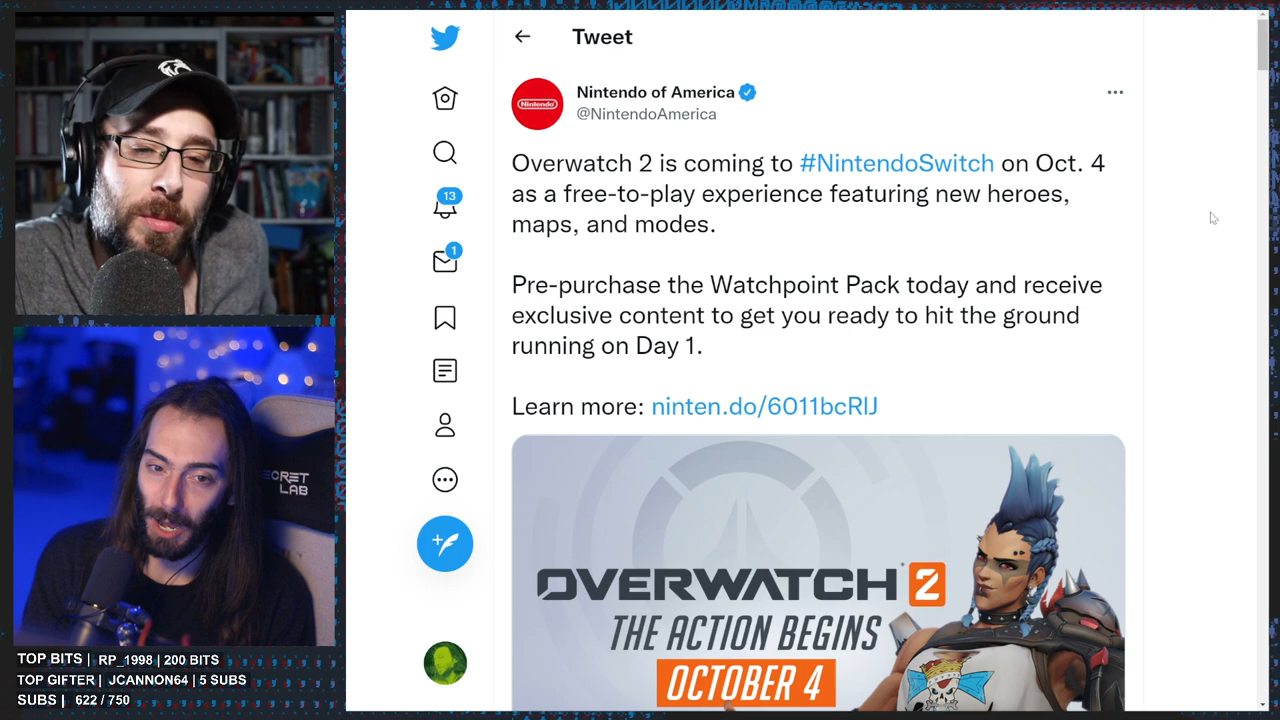 Tweet
Nintendo
Nintendo of America
@NintendoAmerica
Overwatch 2 is coming to #NintendoSwitch on Oct. 4
as a free-to-play experience featuring new heroes,
maps, and modes.
Pre-purchase the Watchpoint Pack today and receive
exclusive content to get you ready to hit the ground
running on Day 1.
Learn more: ninten.do/6011bcRlJ
13
1
OVERWATCH 2
THE ACTION BEGINS
OCTOBER 4
CRET
LAB
TOP BITS | RP_1998 | 200 BITS
TOP GIFTER | JCANNON64 | 5 SUBS
SUBS | 622 / 750